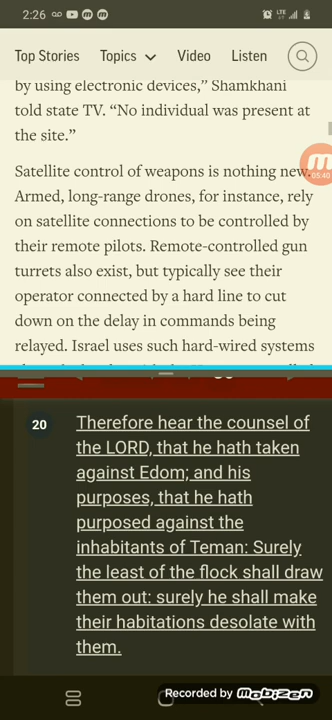 2:26
LTE
Top Stories Topics Video Listen
by using electronic devices,” Shamkhani
told state TV. “No individual was present at
the site.”
Satellite control of weapons is nothing new.
05:40
Armed, long-range drones, for instance, rely
on satellite connections to be controlled by
their remote pilots. Remote-controlled gun
turrets also exist, but typically see their
operator connected by a hard line to cut
down on the delay in commands being
relayed. Israel uses such hard-wired systems
20
Therefore hear the counsel of
the LORD, that he hath taken
against Edom; and his
purposes, that he hath
purposed against the
inhabitants of Teman: Surely
the least of the flock shall draw
them out: surely he shall make
their habitations desolate with
them.
Recorded by mobizen